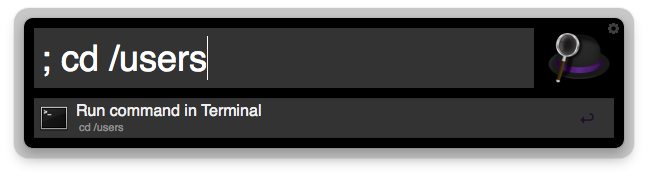 ; cd /users
Run command in Terminal
cd /users